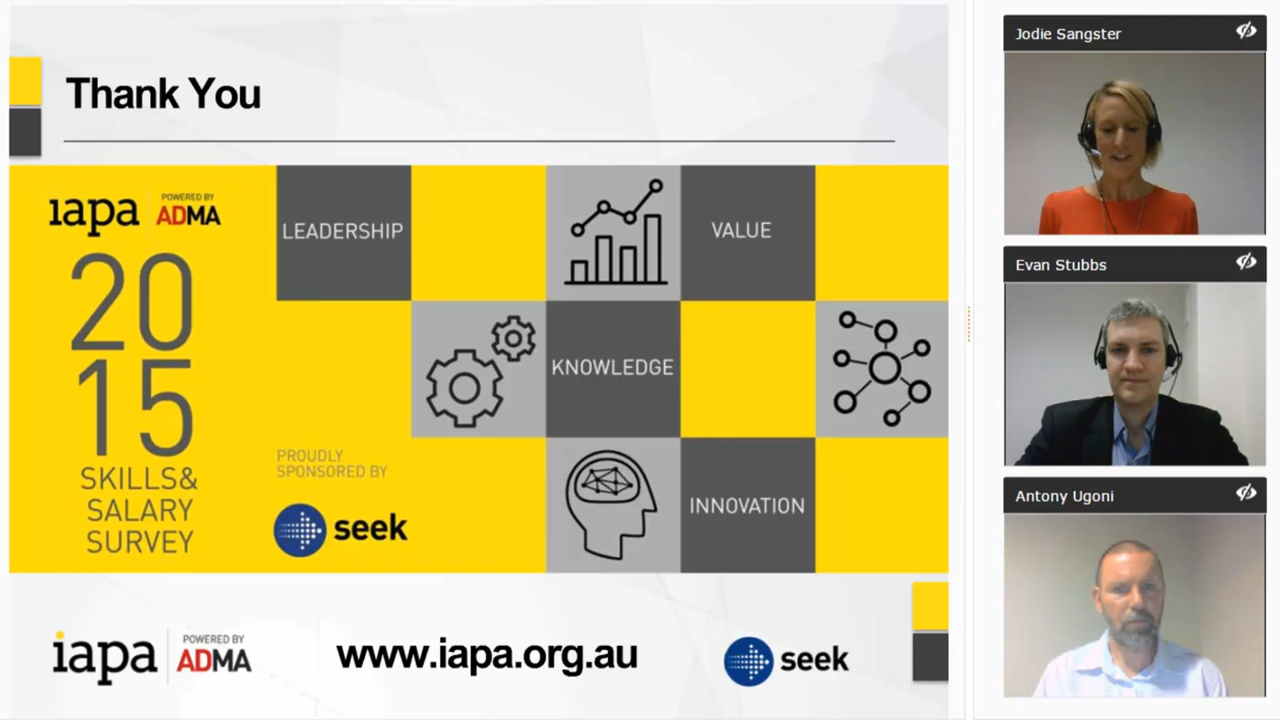 Thank You
iapa
POWERED BY
ADMA
20
15
SKILLS&
SALARY
SURVEY
LEADERSHIP
VALUE
KNOWLEDGE
INNOVATION
PROUDLY
SPONSORED BY
seek
iapa
POWERED BY
ADMA
www.iapa.org.au
seek
Jodie Sangster
Evan Stubbs
Antony Ugoni